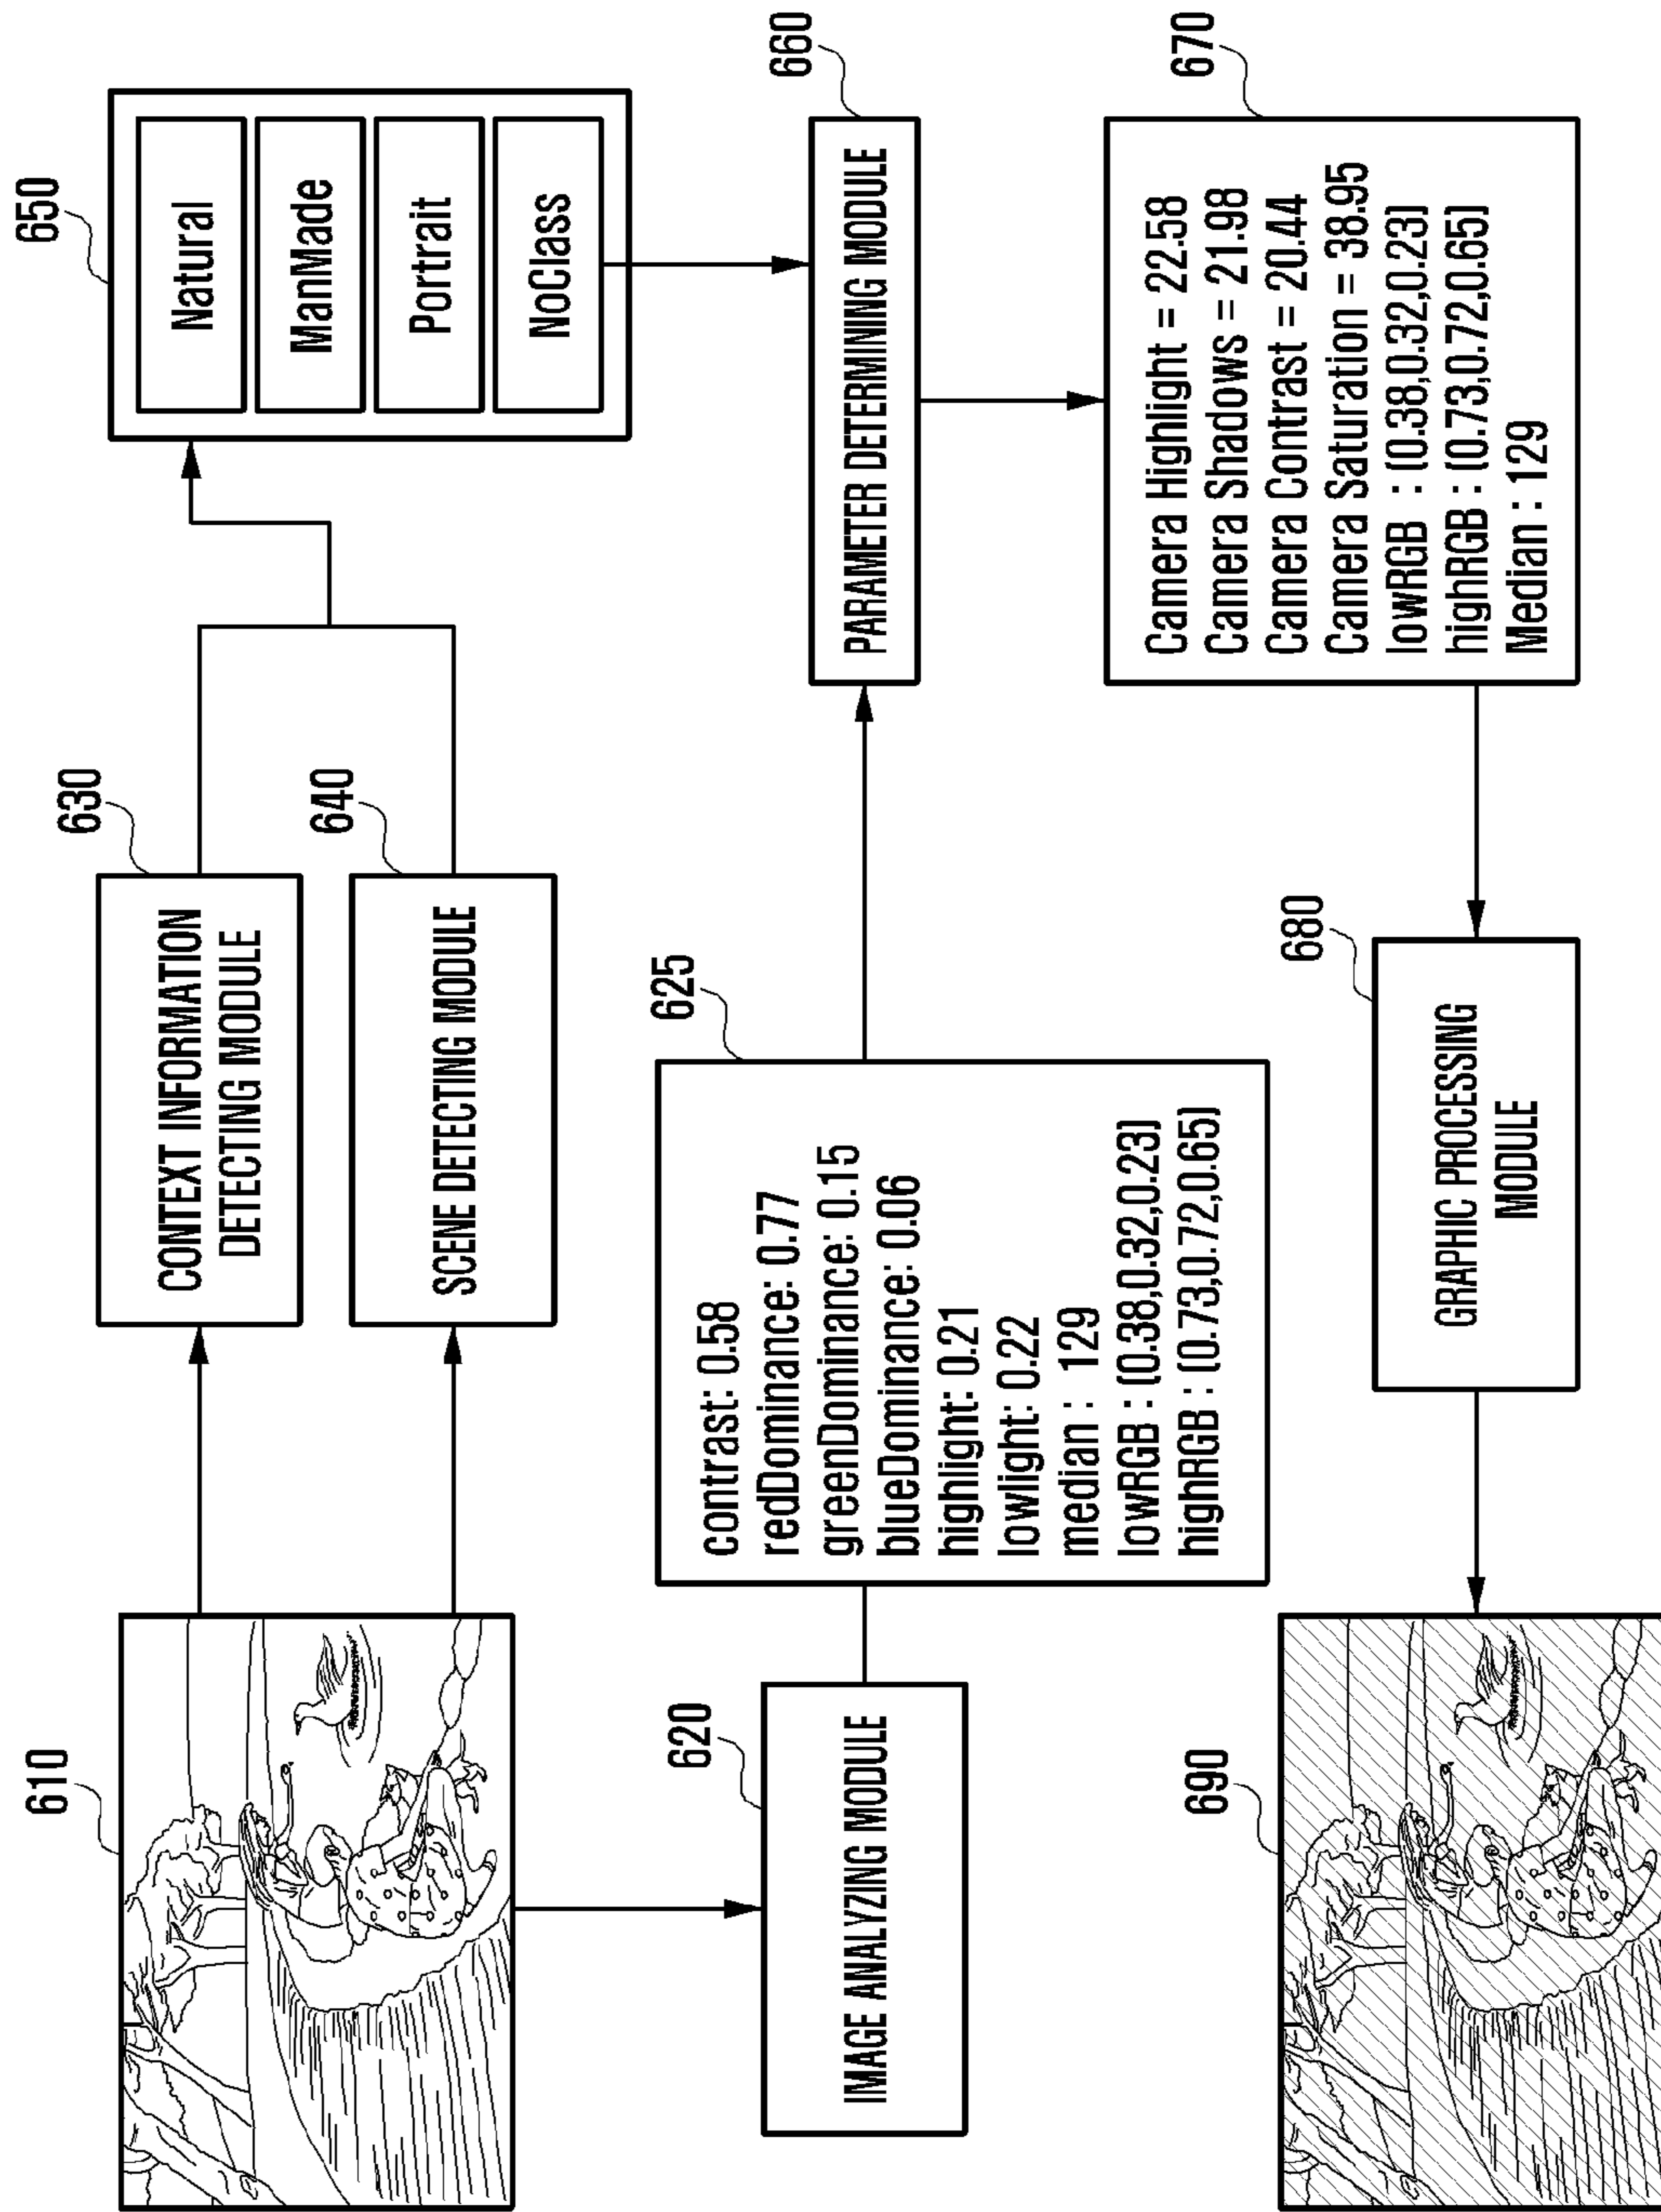 610
630
CONTEXT INFORMATION
DETECTING MODULE
640
SCENE DETECTING MODULE
650
Natural
ManMade
Portrait
NoClass
620
IMAGE ANALYZING MODULE
625
contrast: 0.58
redDominance: 0.77
greenDominance: 0.15
blueDominance: 0.06
highlight: 0.21
lowlight: 0.22
median : 129
lowRGB : (0.38,0.32,0.23)
highRGB : (0.73,0.72,0.65)
660
PARAMETER DETERMINING MODULE
670
Camera Highlight = 22.58
Camera Shadows = 21.98
Camera Contrast = 20.44
Camera Saturation = 38.95
lowRGB : (0.38,0.32,0.23)
highRGB : (0.73,0.72,0.65)
Median : 129
680
GRAPHIC PROCESSING
MODULE
690